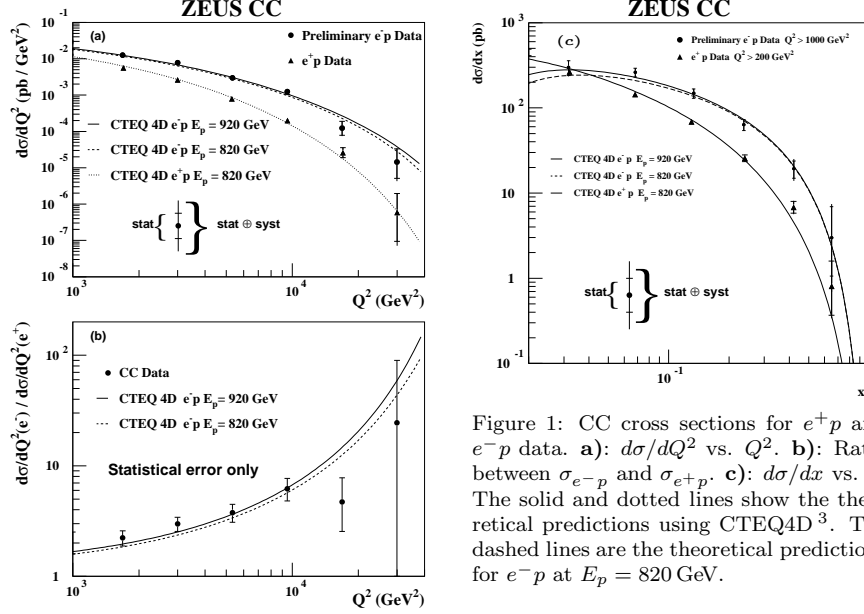 ZEUS CC
(a)
Preliminary e⁻p Data
e⁺p Data
CTEQ 4D e⁻p Eₚ = 920 GeV
CTEQ 4D e⁻p Eₚ = 820 GeV
CTEQ 4D e⁺p Eₚ = 820 GeV
stat{ } stat ⊕ syst
dσ/dQ² (pb / GeV²)
10⁻¹
10⁻²
10⁻³
10⁻⁴
10⁻⁵
10⁻⁶
10⁻⁷
10⁻⁸
10³ 10⁴
Q² (GeV²)
(b)
CC Data
CTEQ 4D e⁻p Eₚ= 920 GeV
CTEQ 4D e⁻p Eₚ= 820 GeV
Statistical error only
dσ/dQ²(e⁻) / dσ/dQ²(e⁺)
10²
10
1
10³ 10⁴
Q² (GeV²)
ZEUS CC
(c)
Preliminary e⁻p Data Q² > 1000 GeV²
e⁺p Data Q² > 200 GeV²
CTEQ 4D e⁻p Eₚ = 920 GeV
CTEQ 4D e⁻p Eₚ = 820 GeV
CTEQ 4D e⁺p Eₚ = 820 GeV
stat{ } stat ⊕ syst
dσ/dx (pb)
10³
10²
10
1
10⁻¹
10⁻¹
x
Figure 1: CC cross sections for e⁺p a
e⁻p data. a): dσ/dQ² vs. Q². b): Rat
between σe⁻p and σe⁺p. c): dσ/dx vs.
The solid and dotted lines show the the
retical predictions using CTEQ4D ³. T
dashed lines are the theoretical prediction
for e⁻p at Eₚ = 820 GeV.